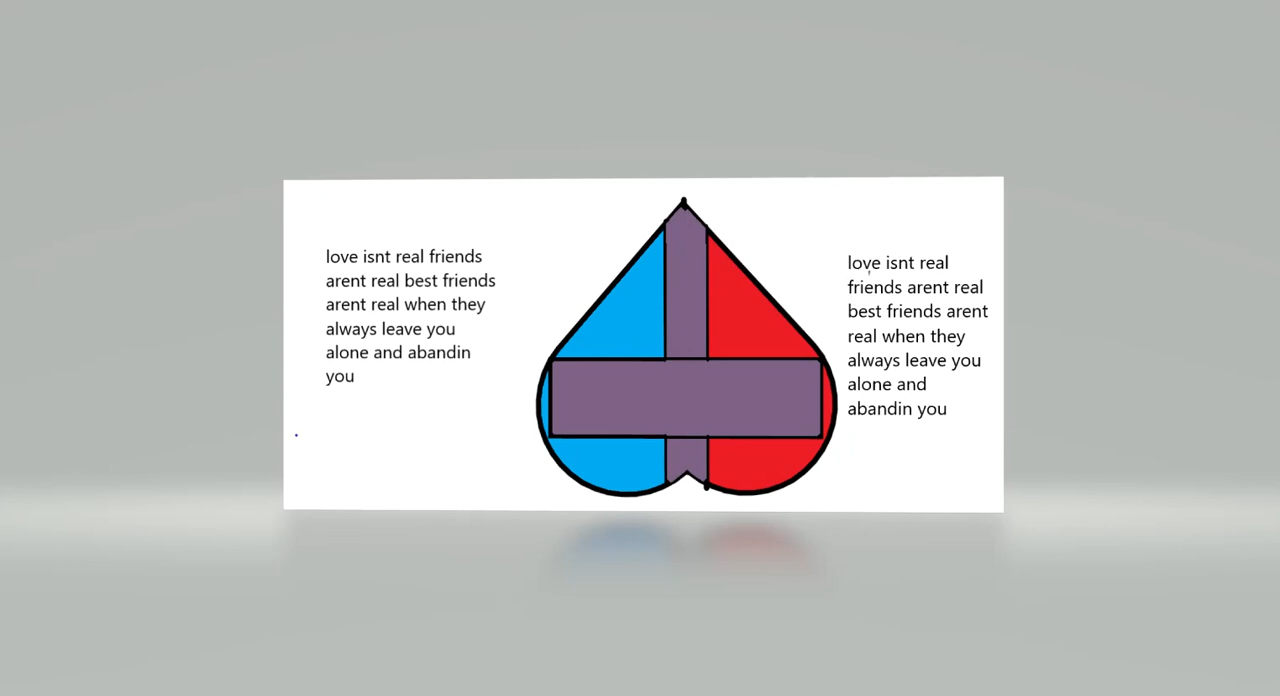 love isnt real friends
arent real best friends
arent real when they
always leave you
alone and abandin
you
love isnt real
friends arent real
best friends arent
real when they
always leave you
alone and
abandin you